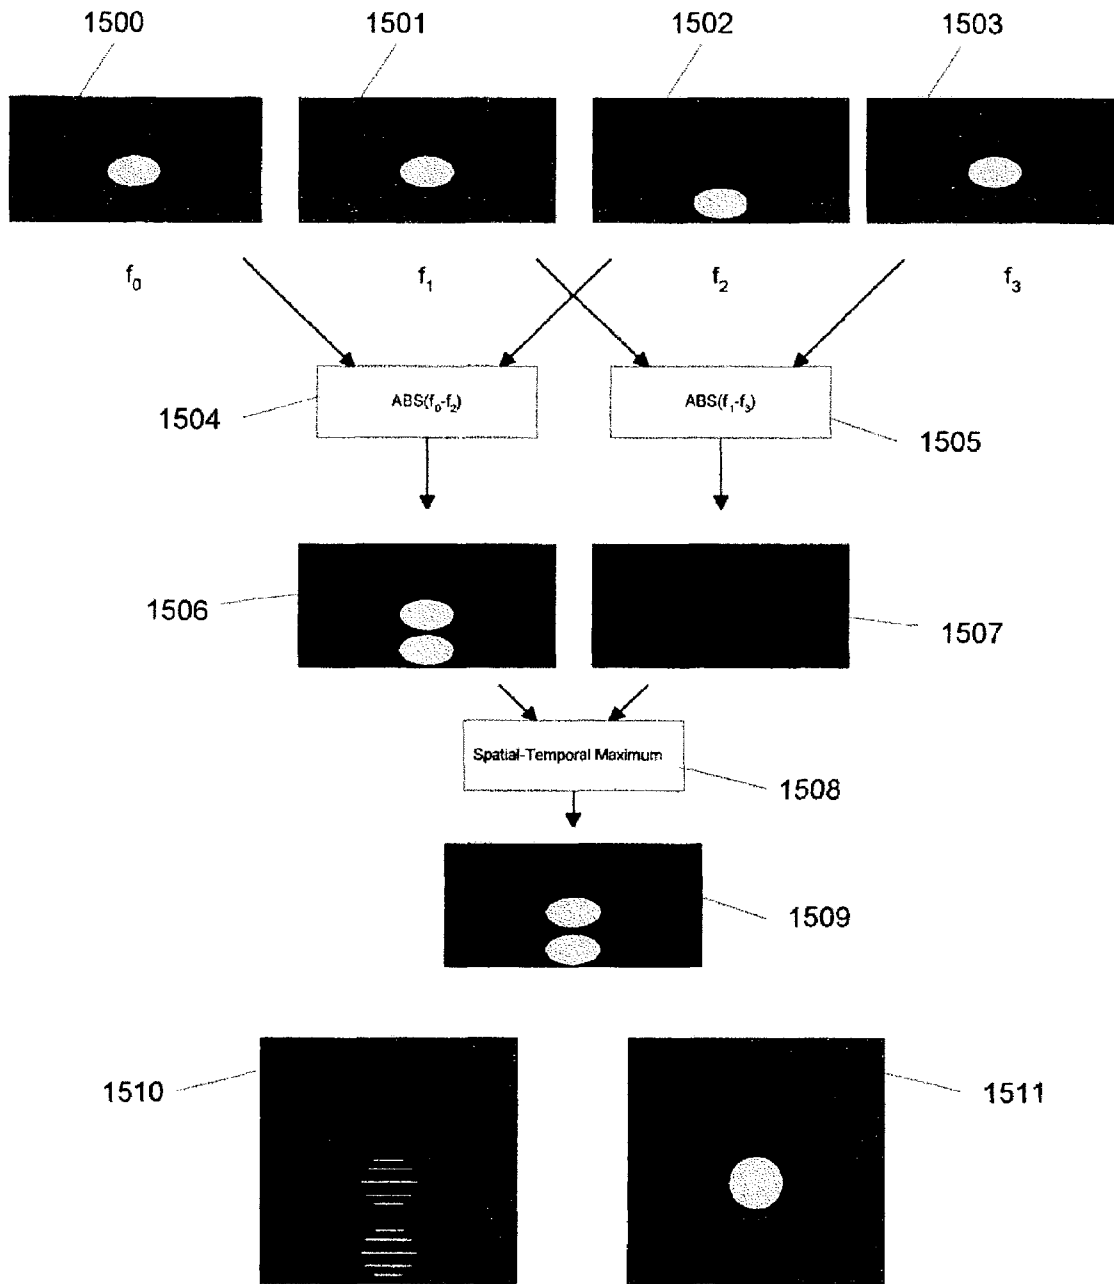 1500 1501 1502 1503
f₀ f₁ f₂ f₃
1504 ABS(f₀-f₂) ABS(f₁-f₃) 1505
1506 1507
Spatial-Temporal Maximum 1508
1509
1510 1511